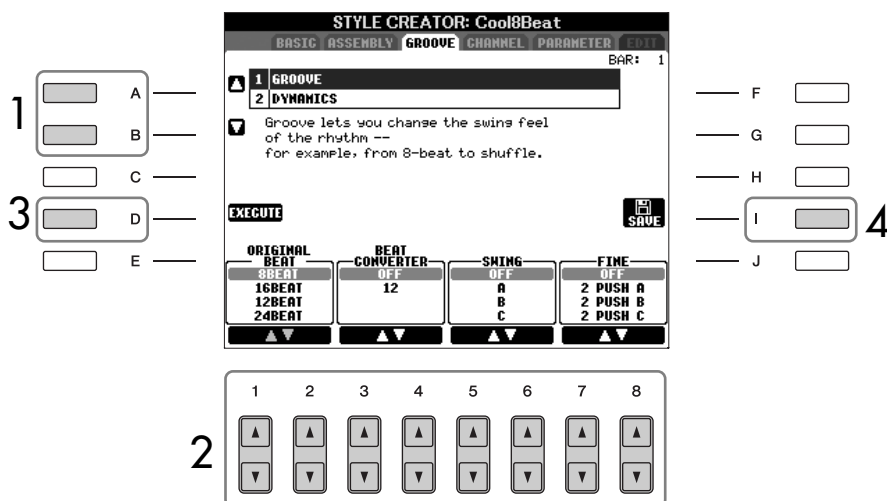 STYLE CREATOR: Cool8Beat
BASIC ASSEMBLY GROOVE CHANNEL PARAMETER EDIT
BAR: 1
1 GROOVE
2 DYNAMICS
Groove lets you change the swing feel
of the rhythm --
for example, from 8-beat to shuffle.
EXECUTE
SAVE
ORIGINAL BEAT
8BEAT
16BEAT
12BEAT
24BEAT
BEAT CONVERTER
OFF
12
SWING
OFF
A
B
C
FINE
OFF
2 PUSH A
2 PUSH B
2 PUSH C
1
A
B
C
3
D
E
F
G
H
I
4
J
1 2 3 4 5 6 7 8
2